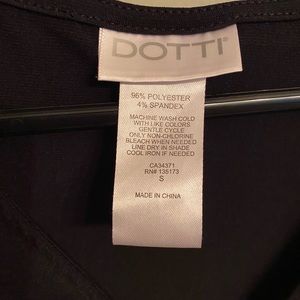 DOTTI
96% POLYESTER
4% SPANDEX
MACHINE WASH COLD
WITH LIKE COLORS
GENTLE CYCLE
ONLY NON-CHLORINE
BLEACH WHEN NEEDED
LINE DRY IN SHADE
COOL IRON IF NEEDED
CA34371
RN# 135173
S
MADE IN CHINA